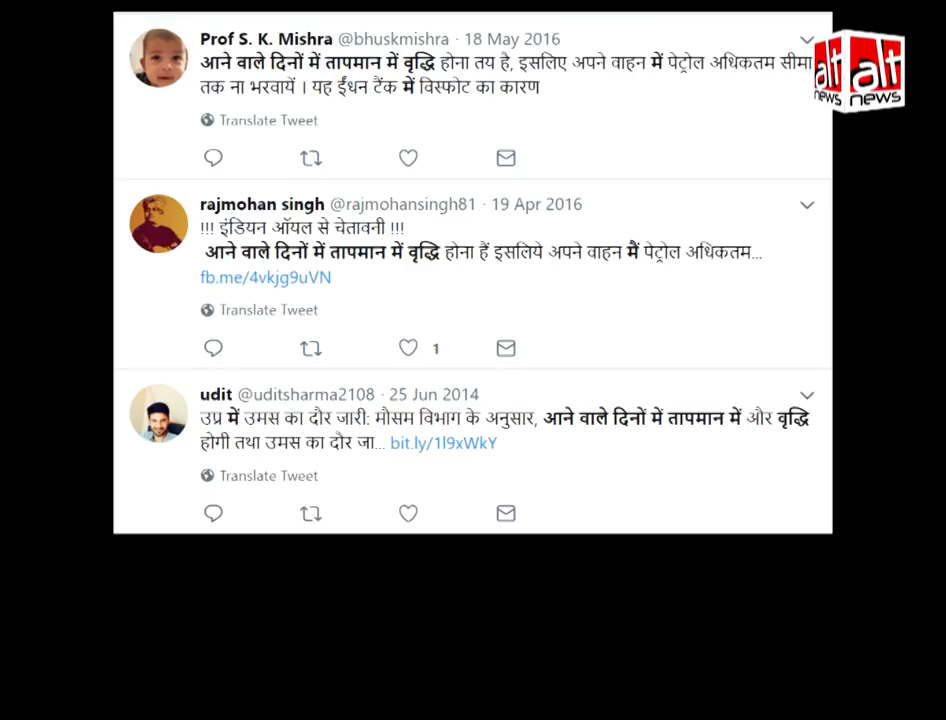 Prof S. K. Mishra @bhuskmishra · 18 May 2016
आने वाले दिनों में तापमान में वृद्धि होना तय है, इसलिए अपने वाहन में पेट्रोल अधिकतम सीमा
तक ना भरवायें । यह ईंधन टैंक में विस्फोट का कारण
Translate Tweet
rajmohan singh @rajmohansingh81 · 19 Apr 2016
!!! इंडियन ऑयल से चेतावनी !!!
आने वाले दिनों में तापमान में वृद्धि होना हैं इसलिये अपने वाहन मैं पेट्रोल अधिकतम...
fb.me/4vkjg9uVN
Translate Tweet
1
udit @uditsharma2108 · 25 Jun 2014
उप्र में उमस का दौर जारी: मौसम विभाग के अनुसार, आने वाले दिनों में तापमान में और वृद्धि
होगी तथा उमस का दौर जा... bit.ly/1l9xWkY
Translate Tweet
alt news
alt news